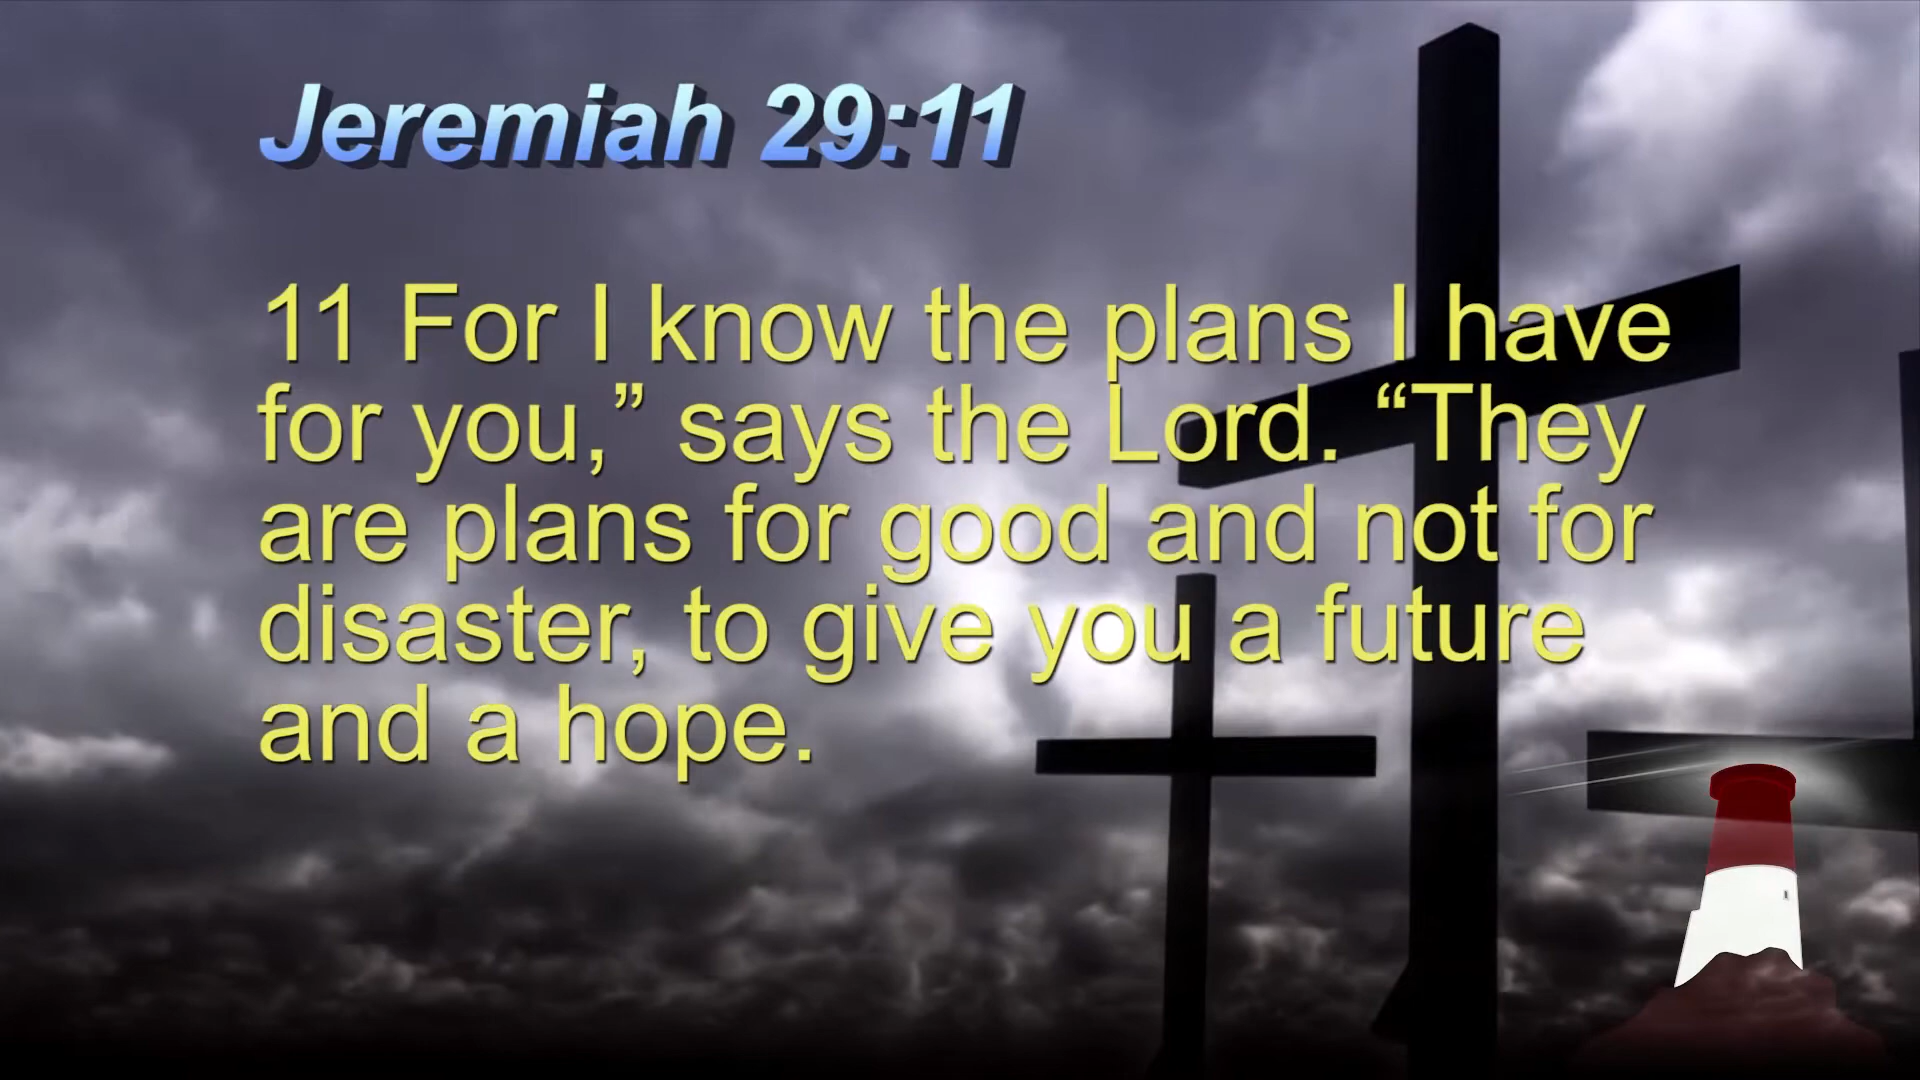 Jeremiah 29:11
11 For I know the plans I have
for you,” says the Lord. “They
are plans for good and not for
disaster, to give you a future
and a hope.